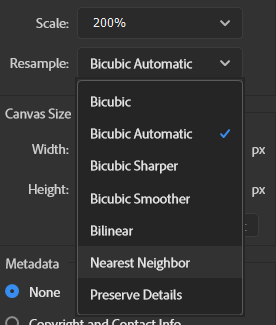 Scale: 200%
Resample: Bicubic Automatic
Bicubic
Canvas Size
Bicubic Automatic
Width: px
Bicubic Sharper
Height: px
Bicubic Smoother
Bilinear
Metadata
Nearest Neighbor
None
Preserve Details
Copyright and Contact Info